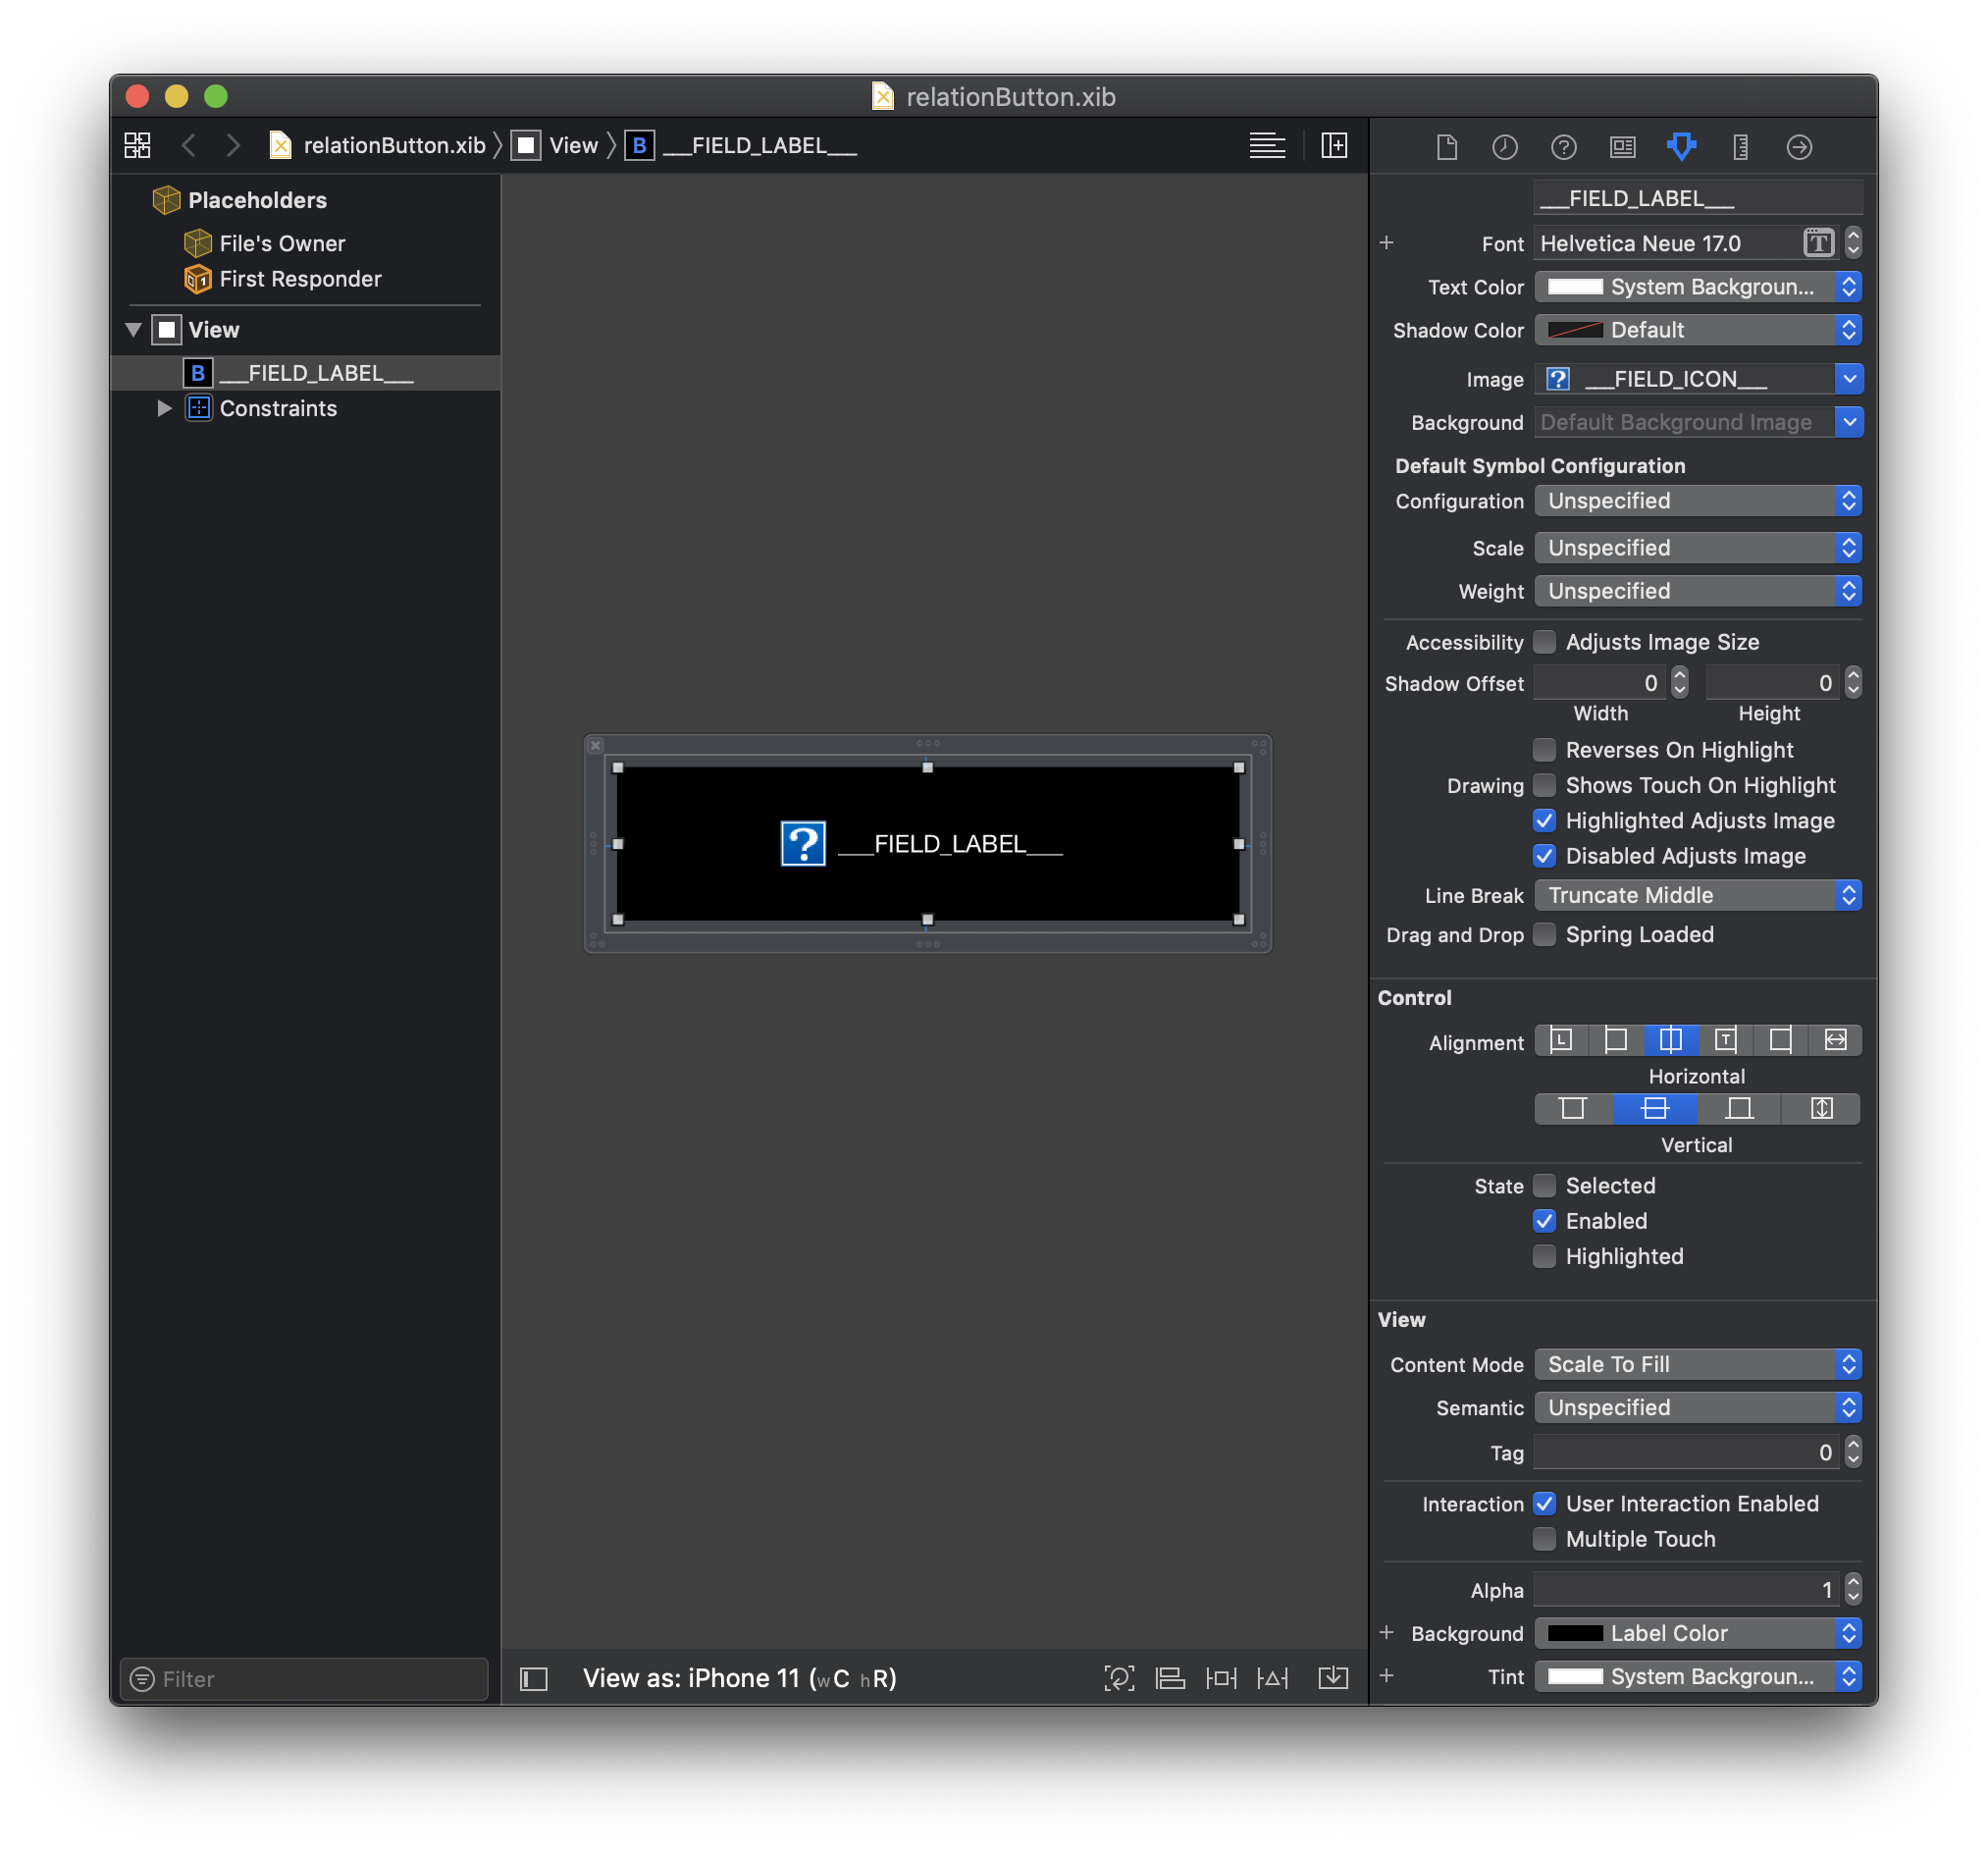 relationButton.xib
relationButton.xib View B ___FIELD_LABEL___
Placeholders
File's Owner
First Responder
View
B ___FIELD_LABEL___
Constraints
? ___FIELD_LABEL___
Filter
View as: iPhone 11 (wC hR)
___FIELD_LABEL___
Font Helvetica Neue 17.0 T
Text Color System Backgroun...
Shadow Color Default
Image ? ___FIELD_ICON___
Background Default Background Image
Default Symbol Configuration
Configuration Unspecified
Scale Unspecified
Weight Unspecified
Accessibility Adjusts Image Size
Shadow Offset 0 0
Width Height
Reverses On Highlight
Drawing Shows Touch On Highlight
Highlighted Adjusts Image
Disabled Adjusts Image
Line Break Truncate Middle
Drag and Drop Spring Loaded
Control
Alignment L T
Horizontal
Vertical
State Selected
Enabled
Highlighted
View
Content Mode Scale To Fill
Semantic Unspecified
Tag 0
Interaction User Interaction Enabled
Multiple Touch
Alpha 1
+ Background Label Color
+ Tint System Backgroun...